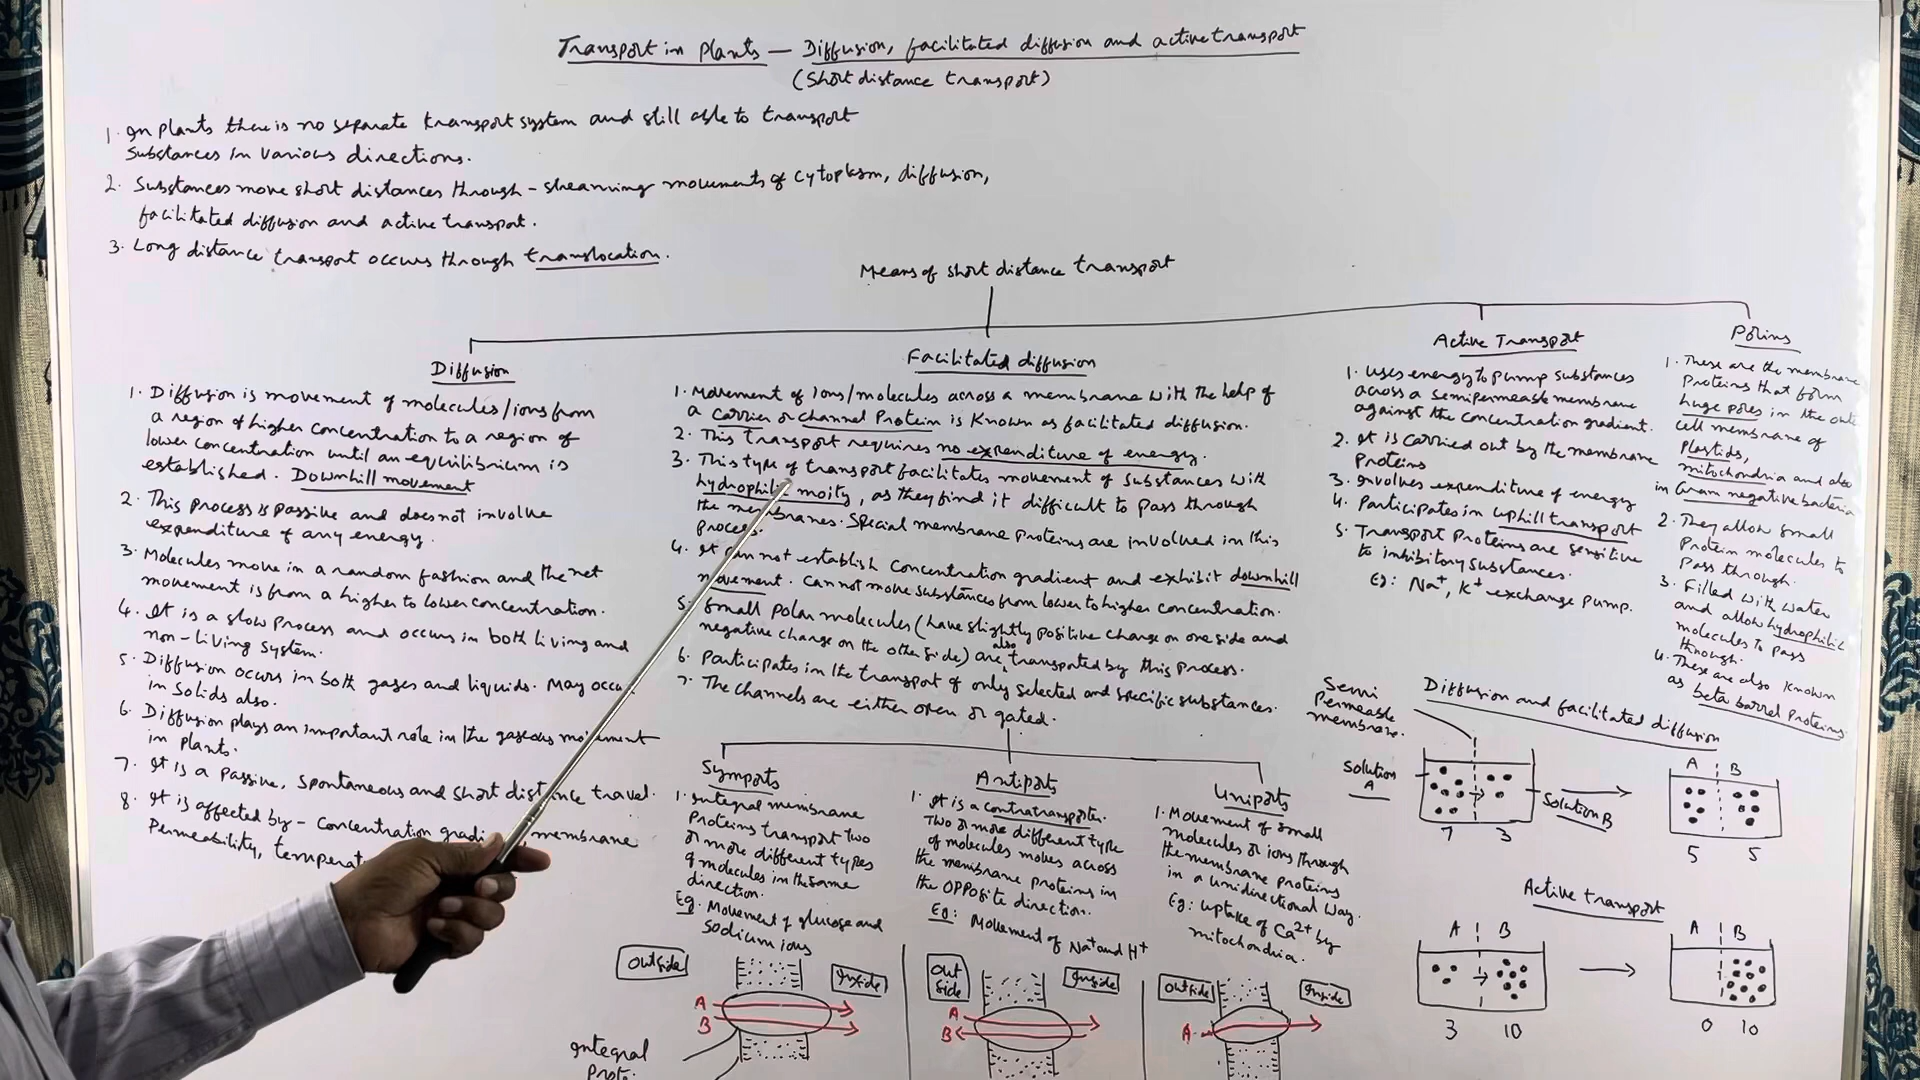 Transport in plants – Diffusion, facilitated diffusion and active transport
(Short distance transport)
1. In plants there is no separate transport system and still able to transport
substances in various directions.
2. Substances move short distances through – streaming movements of cytoplasm, diffusion,
facilitated diffusion and active transport.
3. Long distance transport occurs through translocation.
Means of short distance transport
Diffusion
1. Diffusion is movement of molecules/ions from
a region of higher concentration to a region of
lower concentration until an equilibrium is
established. Downhill movement
2. This process is passive and does not involve
expenditure of any energy.
3. Molecules move in a random fashion and the net
movement is from a higher to lower concentration.
4. It is a slow process and occurs in both living and
non-living system.
5. Diffusion occurs in both gases and liquids. May occu
in solids also.
6. Diffusion plays an important role in the gaseous movement
in plants.
7. It is a passive, spontaneous and short distance travel.
8. It is affected by – concentration gradi membrane
permeability, temperat
Facilitated diffusion
1. Movement of ions/molecules across a membrane with the help of
a carrier or channel protein is known as facilitated diffusion.
2. This transport requires no expenditure of energy.
3. This type of transport facilitates movement of substances with
hydrophilic moity, as they find it difficult to pass through
the membranes. Special membrane proteins are involved in this
process.
4. It can not establish concentration gradient and exhibit downhill
movement. Cannot move substances from lower to higher concentration.
5. Small polar molecules (have slightly positive charge on one side and
negative charge on the other side) are also transported by this process.
6. Participates in the transport of only selected and specific substances.
7. The channels are either open or gated.
Symports
1. Integral membrane
proteins transport two
or more different types
of molecules in the same
direction.
Eg. Movement of glucose and
sodium ions
Outside
Inside
A
B
Integral
Prote
Antiports
1. It is a contratransporter.
Two or more different type
of molecules moves across
the membrane proteins in
the opposite direction.
Eg: Movement of Na+ and H+
Out
side
Inside
A
B
Uniports
1. Movement of small
molecules or ions through
the membrane proteins
in a unidirectional way.
Eg: uptake of Ca2+ by
mitochondria.
Outside
Inside
A
Active Transport
1. Uses energy to pump substances
across a semipermeable membrane
against the concentration gradient.
2. It is carried out by the membrane
proteins
3. Involves expenditure of energy
4. Participates in uphill transport
5. Transport proteins are sensitive
to inhibitory substances.
Eg: Na+, K+ exchange pump.
Porins
1. These are the membrane
proteins that form
huge pores in the oute
cell membrane of
plastids,
mitochondria and also
in Gram negative bacteria
2. They allow small
protein molecules to
pass through.
3. Filled with water
and allow hydrophilic
molecules to pass
through.
4. These are also known
as beta barrel proteins.
Diffusion and facilitated diffusion
Semi
permeable
membrane.
Solution
A
Solution B
7 3
A B
5 5
Active transport
A B
3 10
A B
0 10